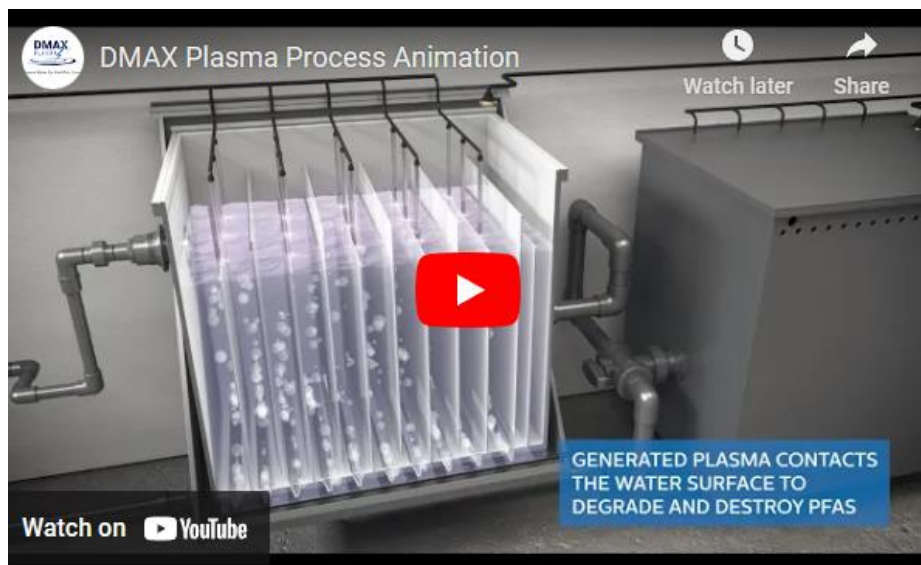 DMAX
PLASMA
DMAX Plasma Process Animation
Watch later
Share
GENERATED PLASMA CONTACTS
THE WATER SURFACE TO
DEGRADE AND DESTROY PFAS
Watch on YouTube